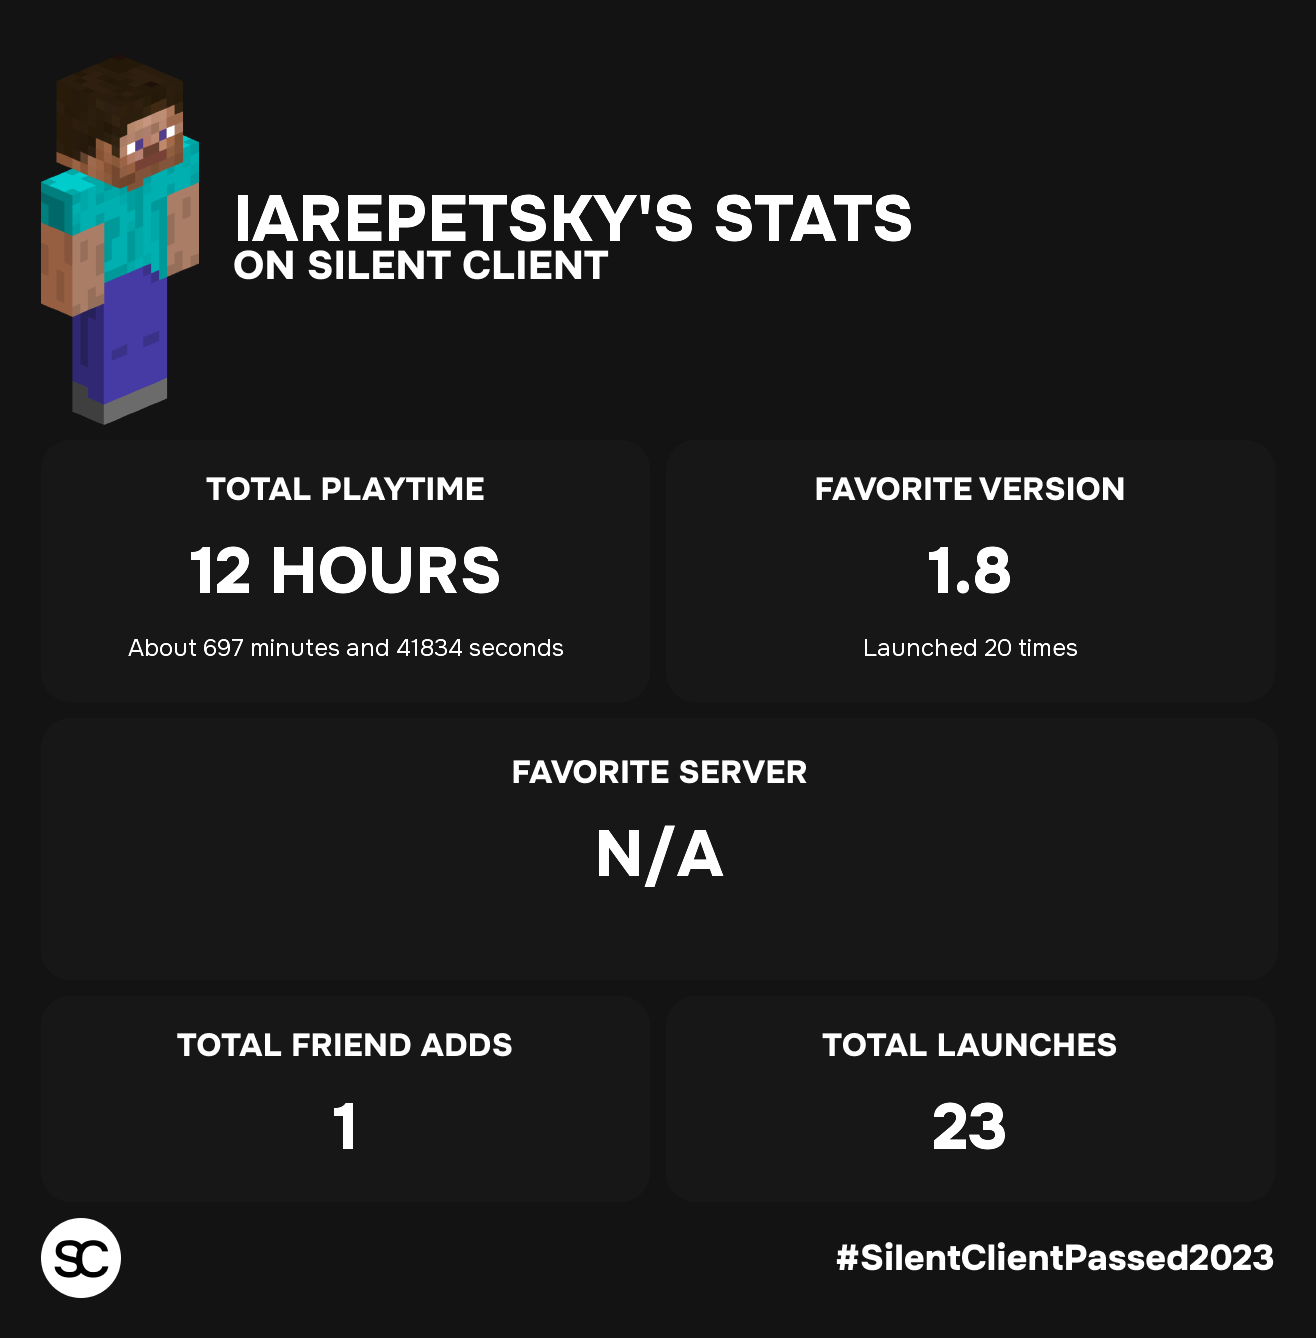 IAREPETSKY'S STATS
ON SILENT CLIENT
TOTAL PLAYTIME
12 HOURS
About 697 minutes and 41834 seconds
FAVORITE VERSION
1.8
Launched 20 times
FAVORITE SERVER
N/A
TOTAL FRIEND ADDS
1
TOTAL LAUNCHES
23
SC
#SilentClientPassed2023